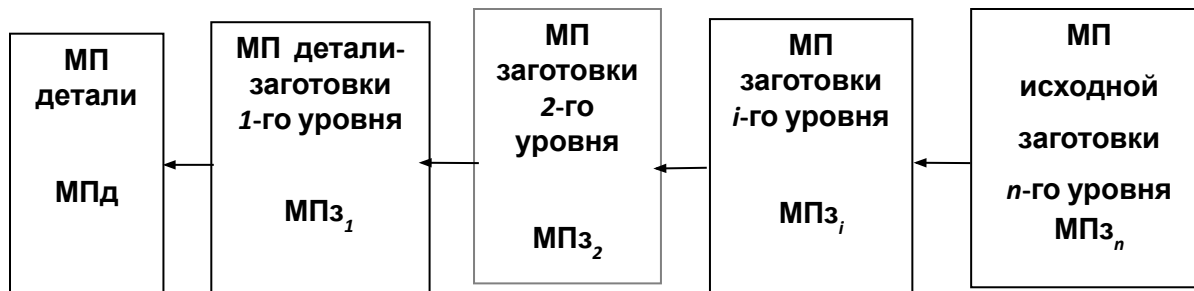 МП
детали
МПд
МП детали-
заготовки
1-го уровня
МПз1
МП
заготовки
2-го
уровня
МПз2
МП
заготовки
i-го уровня
МПзi
МП
исходной
заготовки
n-го уровня
МПзn